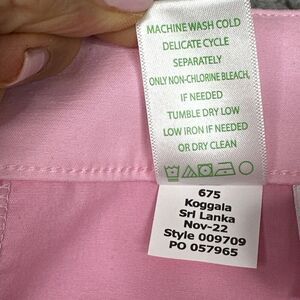 MACHINE WASH COLD
DELICATE CYCLE
SEPARATELY
ONLY NON-CHLORINE BLEACH,
IF NEEDED
TUMBLE DRY LOW
LOW IRON IF NEEDED
OR DRY CLEAN
675
Koggala
Sri Lanka
Nov-22
Style 009709
PO 057965